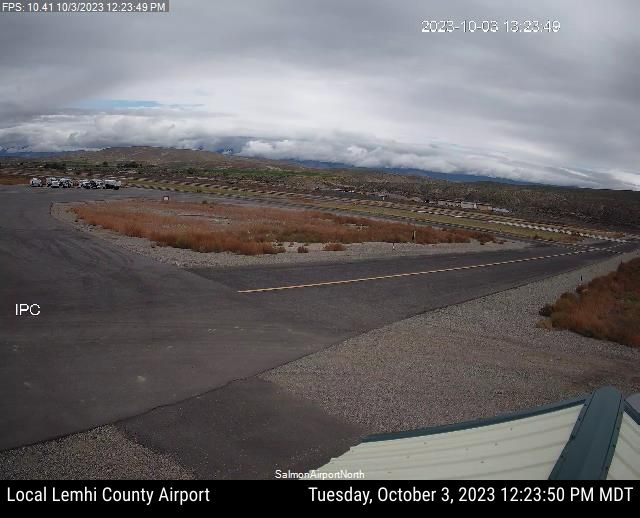 FPS: 10.41 10/3/2023 12:23:49 PM
2023-10-03 13:23:49
IPC
SalmonAirportNorth
Local Lemhi County Airport Tuesday, October 3, 2023 12:23:50 PM MDT